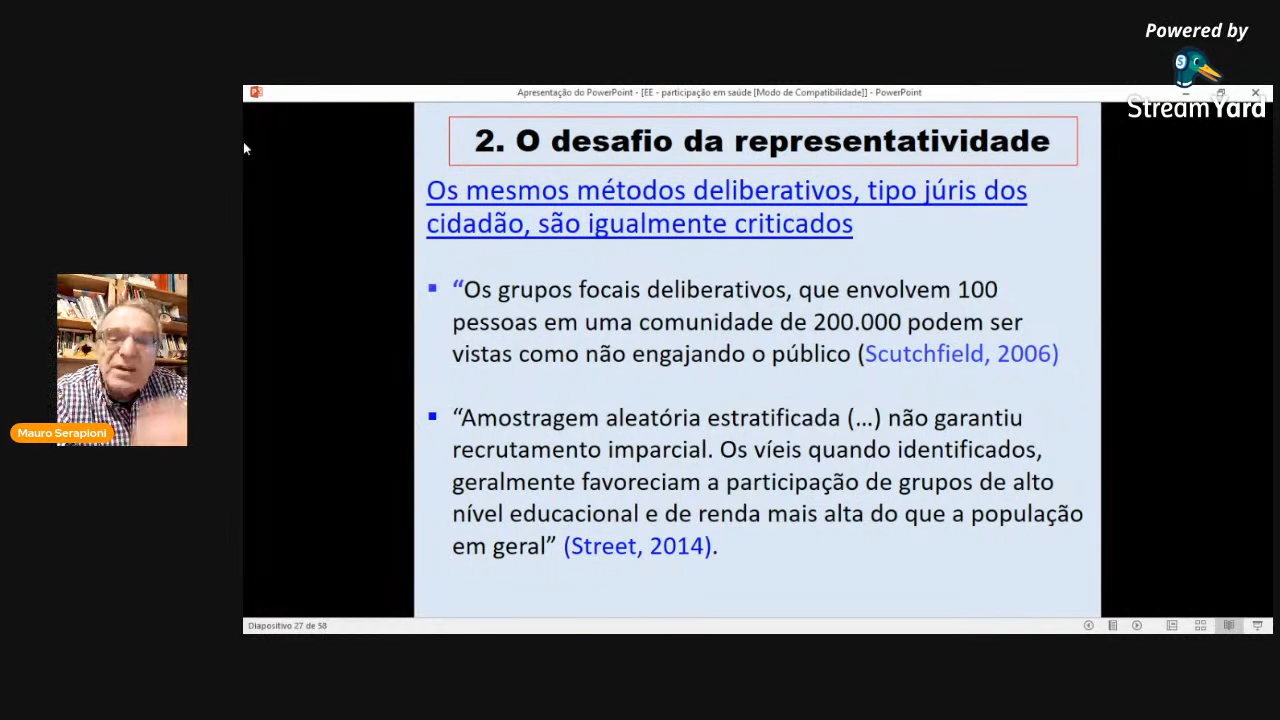 Powered by
StreamYard
Apresentação do PowerPoint - [EE - participação em saúde [Modo de Compatibilidade]] - PowerPoint
2. O desafio da representatividade
Os mesmos métodos deliberativos, tipo júris dos
cidadão, são igualmente criticados
▪ “Os grupos focais deliberativos, que envolvem 100
pessoas em uma comunidade de 200.000 podem ser
vistas como não engajando o público (Scutchfield, 2006)
▪ “Amostragem aleatória estratificada (...) não garantiu
recrutamento imparcial. Os víeis quando identificados,
geralmente favoreciam a participação de grupos de alto
nível educacional e de renda mais alta do que a população
em geral” (Street, 2014).
Mauro Serapioni
Diapositivo 27 de 58